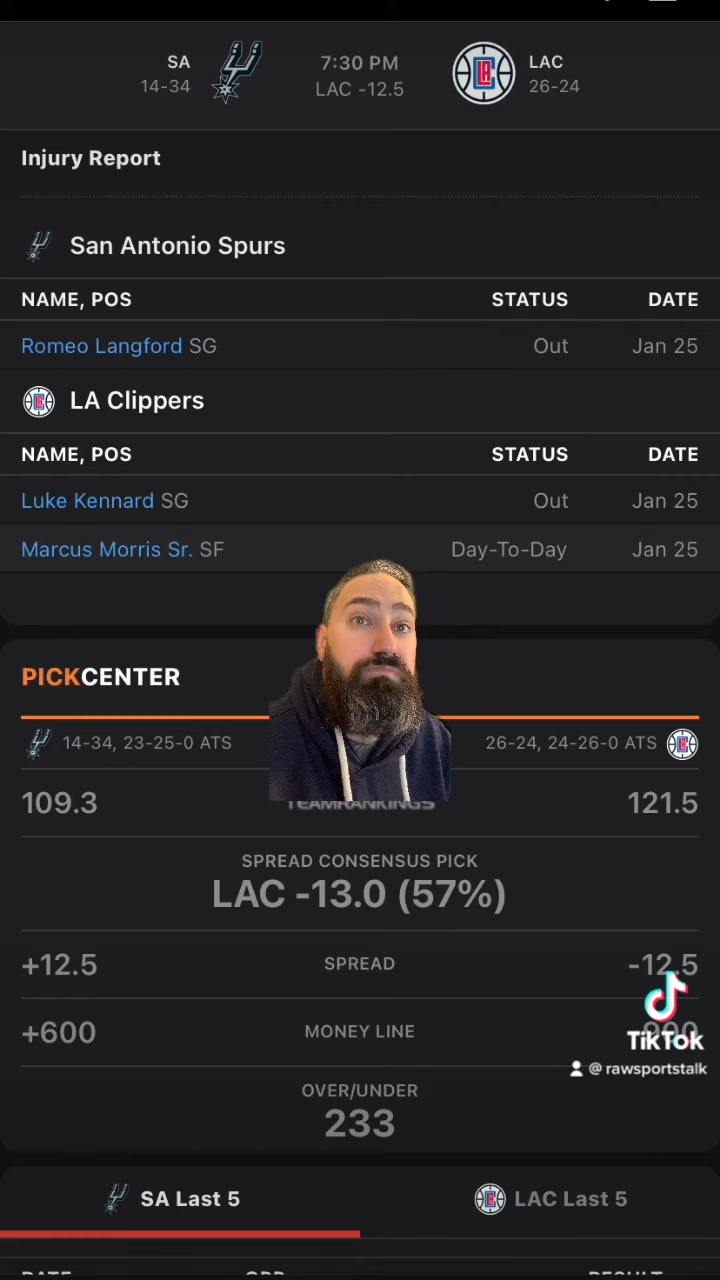 SA
14-34
7:30 PM
LAC -12.5
LAC
26-24
Injury Report
San Antonio Spurs
NAME, POS STATUS DATE
Romeo Langford SG Out Jan 25
LA Clippers
NAME, POS STATUS DATE
Luke Kennard SG Out Jan 25
Marcus Morris Sr. SF Day-To-Day Jan 25
PICKCENTER
14-34, 23-25-0 ATS 26-24, 24-26-0 ATS
109.3 TEAMRANKINGS 121.5
SPREAD CONSENSUS PICK
LAC -13.0 (57%)
+12.5 SPREAD -12.5
+600 MONEY LINE
TikTok
@rawsportstalk
OVER/UNDER
233
SA Last 5 LAC Last 5
DATE OPP RESULT